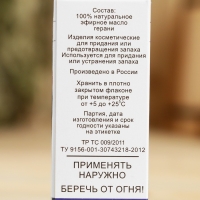 Состав:
100% натуральное
эфирное масло
герани
Изделия косметические
для придания или
предотвращения запаха
Используется для придания
или устранения запаха
Произведено в России
Хранить в плотно
закрытом флаконе
при температуре
от +5 до +25°С
Партия, дата
изготовления и срок
годности указаны
на этикетке
ТР ТС 009/2011
ТУ 9156-001-30743218-2012
ПРИМЕНЯТЬ
НАРУЖНО
БЕРЕЧЬ ОТ ОГНЯ!